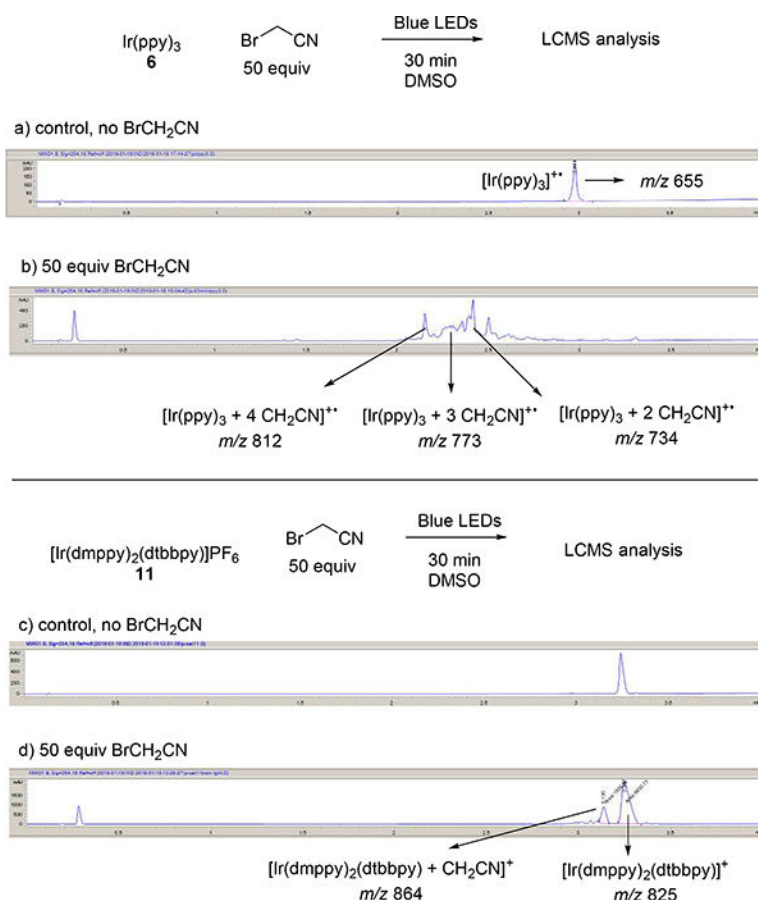 Ir(ppy)3
6
Br CN
50 equiv
Blue LEDs
30 min
DMSO
LCMS analysis
a) control, no BrCH2CN
[Ir(ppy)3]+•
m/z 655
b) 50 equiv BrCH2CN
[Ir(ppy)3 + 4 CH2CN]+•
m/z 812
[Ir(ppy)3 + 3 CH2CN]+•
m/z 773
[Ir(ppy)3 + 2 CH2CN]+•
m/z 734
[Ir(dmppy)2(dtbbpy)]PF6
11
Br CN
50 equiv
Blue LEDs
30 min
DMSO
LCMS analysis
c) control, no BrCH2CN
d) 50 equiv BrCH2CN
[Ir(dmppy)2(dtbbpy) + CH2CN]+
m/z 864
[Ir(dmppy)2(dtbbpy)]+
m/z 825